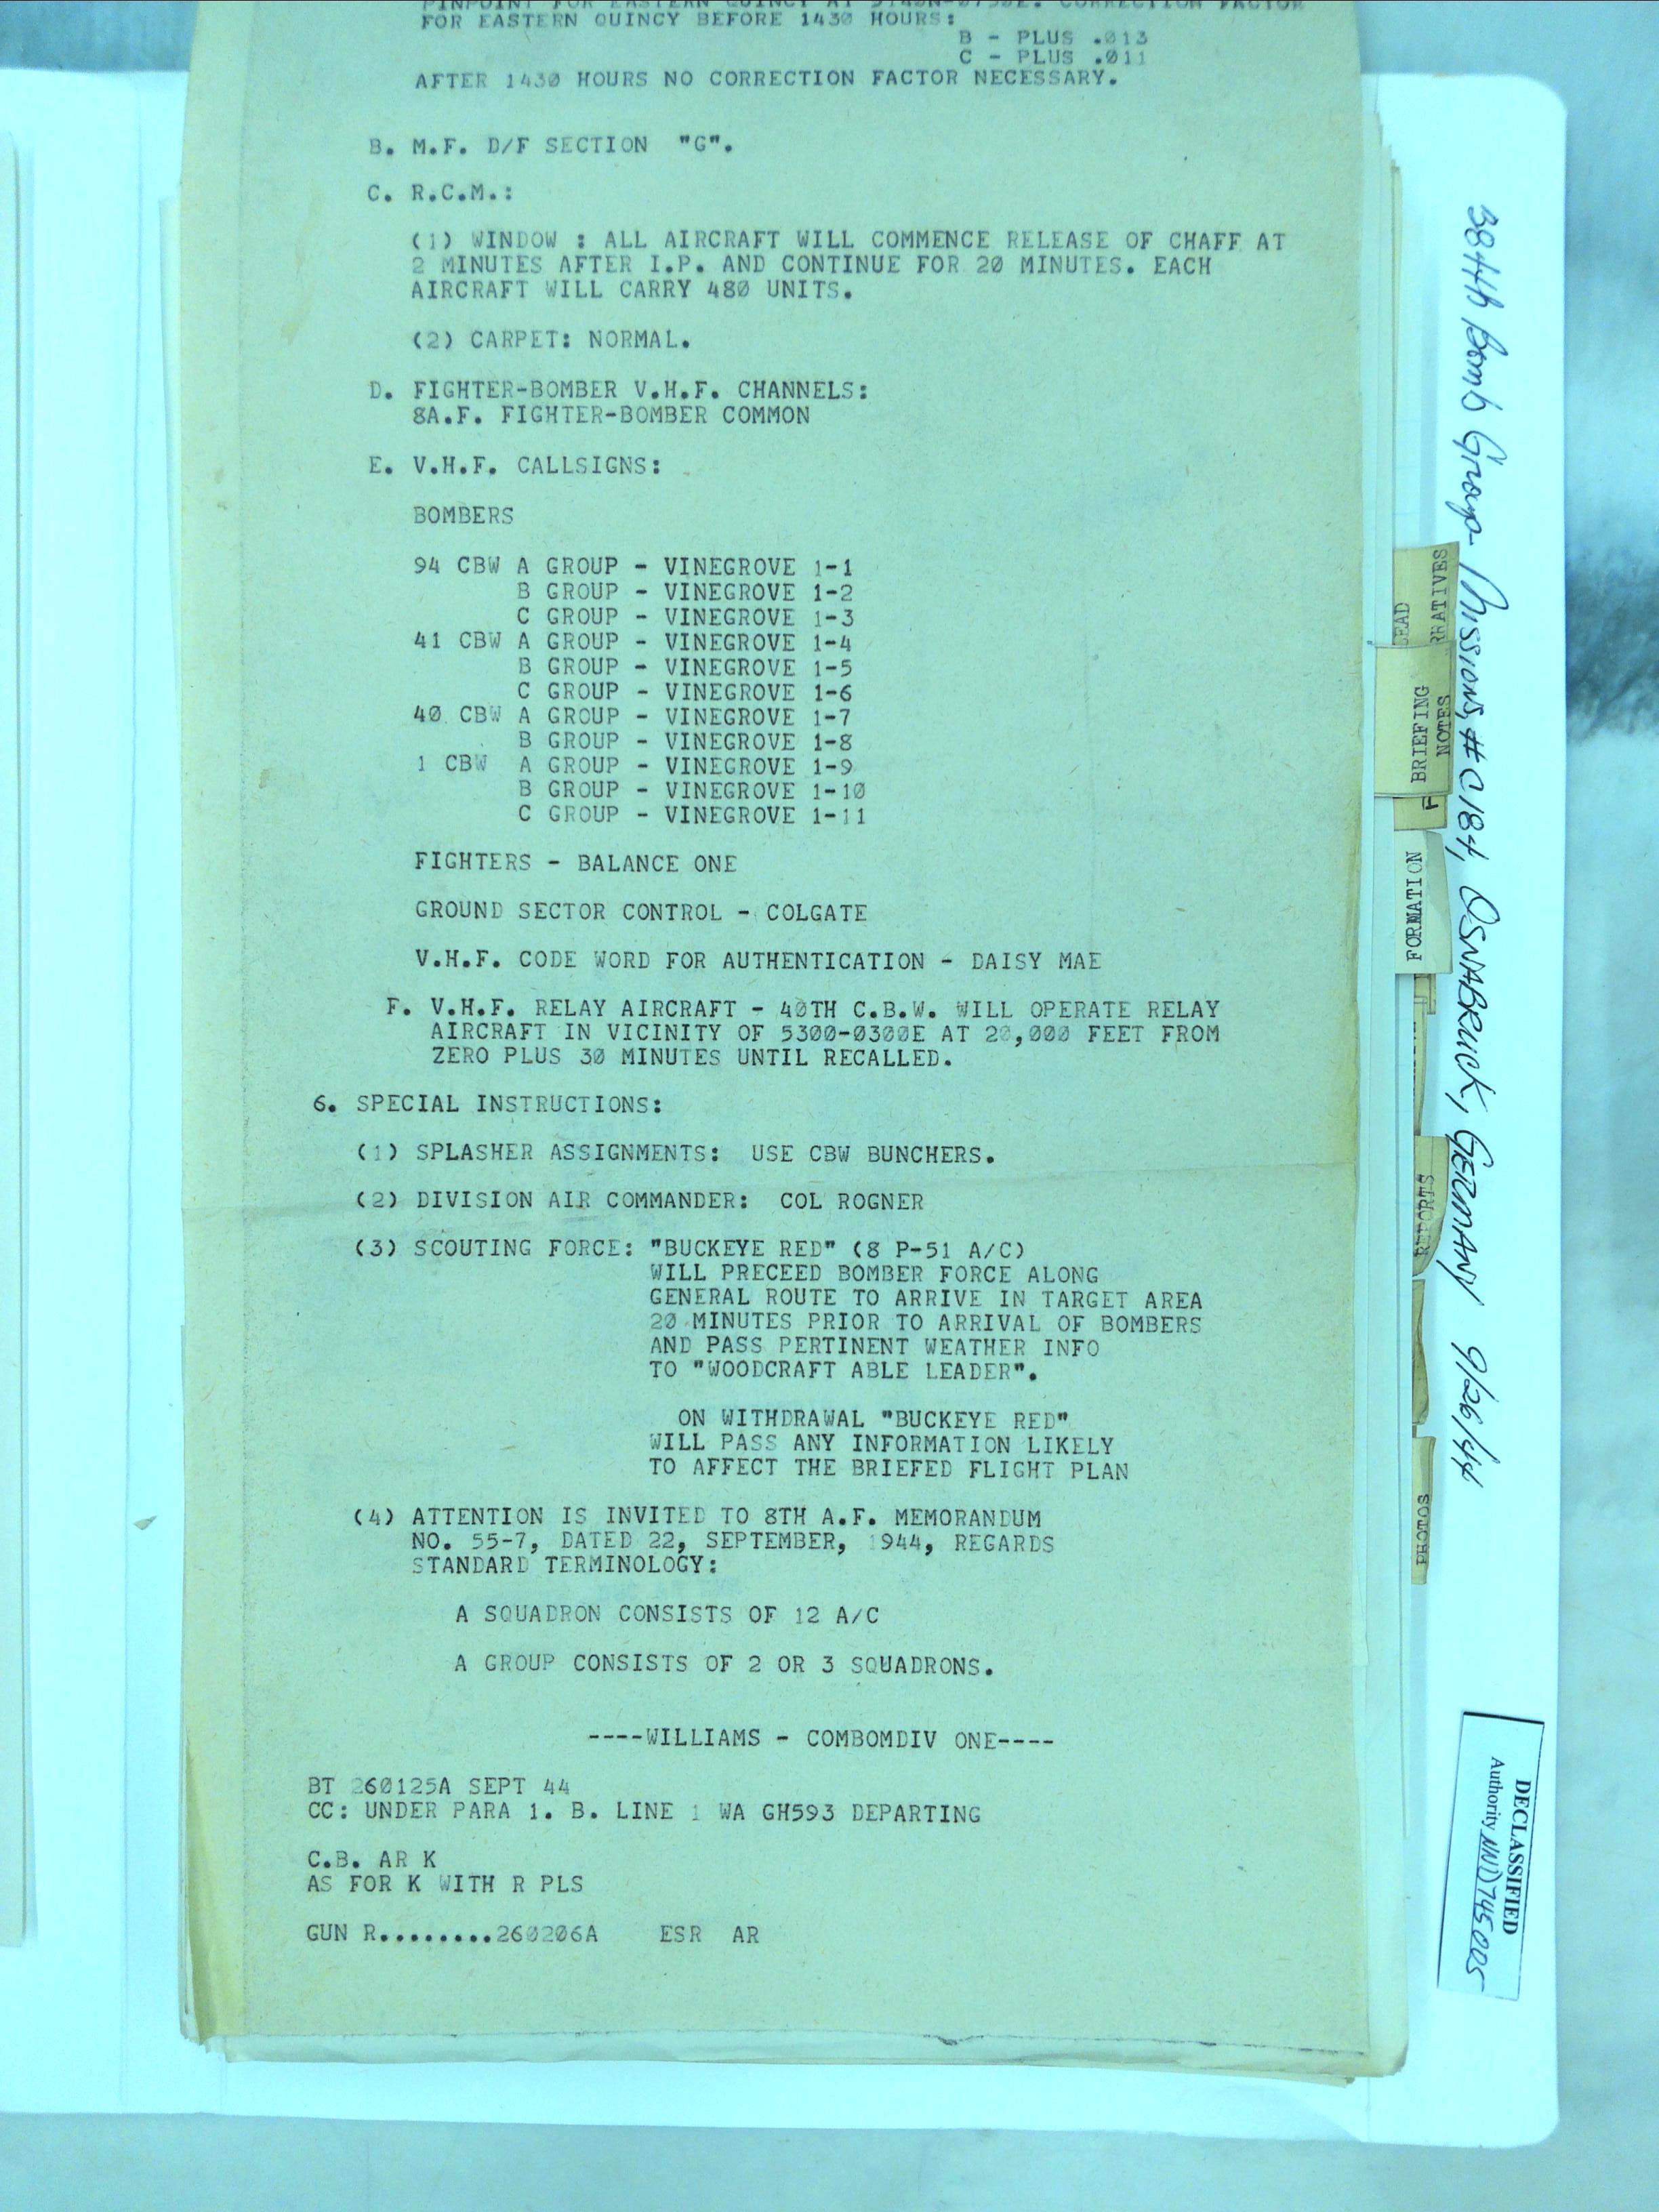 PINPOINT FOR EASTERN QUINCY AT CORRECTION FACTOR
FOR EASTERN QUINCY BEFORE 1430 HOURS:
B - PLUS .013
C - PLUS .011
AFTER 1430 HOURS NO CORRECTION FACTOR NECESSARY.
B. M.F. D/F SECTION "G".
C. R.C.M.:
(1) WINDOW : ALL AIRCRAFT WILL COMMENCE RELEASE OF CHAFF AT
2 MINUTES AFTER I.P. AND CONTINUE FOR 20 MINUTES. EACH
AIRCRAFT WILL CARRY 480 UNITS.
(2) CARPET: NORMAL.
D. FIGHTER-BOMBER V.H.F. CHANNELS:
8A.F. FIGHTER-BOMBER COMMON
E. V.H.F. CALLSIGNS:
BOMBERS
94 CBW A GROUP - VINEGROVE 1-1
B GROUP - VINEGROVE 1-2
C GROUP - VINEGROVE 1-3
41 CBW A GROUP - VINEGROVE 1-4
B GROUP - VINEGROVE 1-5
C GROUP - VINEGROVE 1-6
40 CBW A GROUP - VINEGROVE 1-7
B GROUP - VINEGROVE 1-8
1 CBW A GROUP - VINEGROVE 1-9
B GROUP - VINEGROVE 1-10
C GROUP - VINEGROVE 1-11
FIGHTERS - BALANCE ONE
GROUND SECTOR CONTROL - COLGATE
V.H.F. CODE WORD FOR AUTHENTICATION - DAISY MAE
F. V.H.F. RELAY AIRCRAFT - 40TH C.B.W. WILL OPERATE RELAY
AIRCRAFT IN VICINITY OF 5300-0300E AT 20,000 FEET FROM
ZERO PLUS 30 MINUTES UNTIL RECALLED.
6. SPECIAL INSTRUCTIONS:
(1) SPLASHER ASSIGNMENTS: USE CBW BUNCHERS.
(2) DIVISION AIR COMMANDER: COL ROGNER
(3) SCOUTING FORCE: "BUCKEYE RED" (8 P-51 A/C)
WILL PRECEED BOMBER FORCE ALONG
GENERAL ROUTE TO ARRIVE IN TARGET AREA
20 MINUTES PRIOR TO ARRIVAL OF BOMBERS
AND PASS PERTINENT WEATHER INFO
TO "WOODCRAFT ABLE LEADER".
ON WITHDRAWAL "BUCKEYE RED"
WILL PASS ANY INFORMATION LIKELY
TO AFFECT THE BRIEFED FLIGHT PLAN
(4) ATTENTION IS INVITED TO 8TH A.F. MEMORANDUM
NO. 55-7, DATED 22, SEPTEMBER, 1944, REGARDS
STANDARD TERMINOLOGY:
A SQUADRON CONSISTS OF 12 A/C
A GROUP CONSISTS OF 2 OR 3 SQUADRONS.
----WILLIAMS - COMBOMDIV ONE----
BT 260125A SEPT 44
CC: UNDER PARA 1. B. LINE 1 WA GH593 DEPARTING
C.B. AR K
AS FOR K WITH R PLS
GUN R........260206A ESR AR
BRIEFING
NOTES
FORMATION
REPORTS
PHOTOS
384th Bomb Group- Missions, # C184, OSNABRUCK, GERMANY 9/26/44
DECLASSIFIED
Authority NND 745005